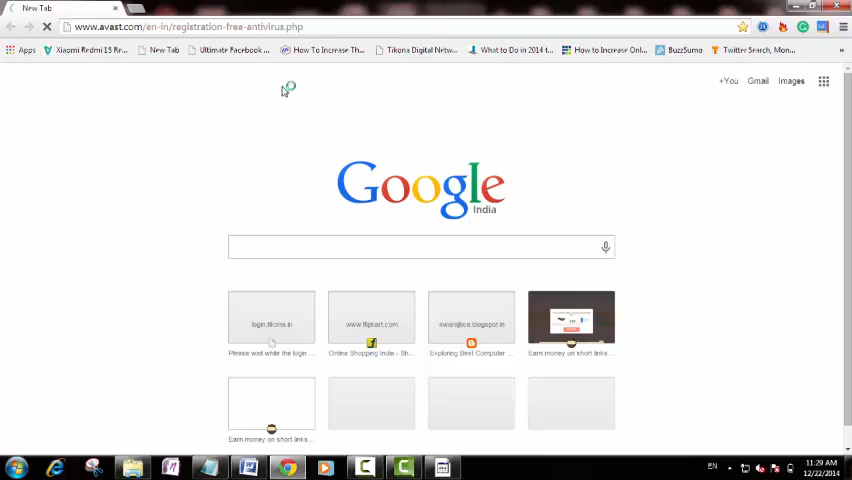 New Tab
www.avast.com/en-in/registration-free-antivirus.php
Apps Xiaomi Redmi 1S Re... New Tab Ultimate Facebook ... How To Increase Th... Tikona Digital Netw... What to Do in 2014 t... How to Increase Onl... BuzzSumo Twitter Search, Mon...
+You Gmail Images
Google
India
login.tikona.in www.flipkart.com
Please wait while the login ... Online Shopping India - Sh... Exploring Best Computer ... Earn money on short links...
Earn money on short links...
EN 11:29 AM
12/22/2014